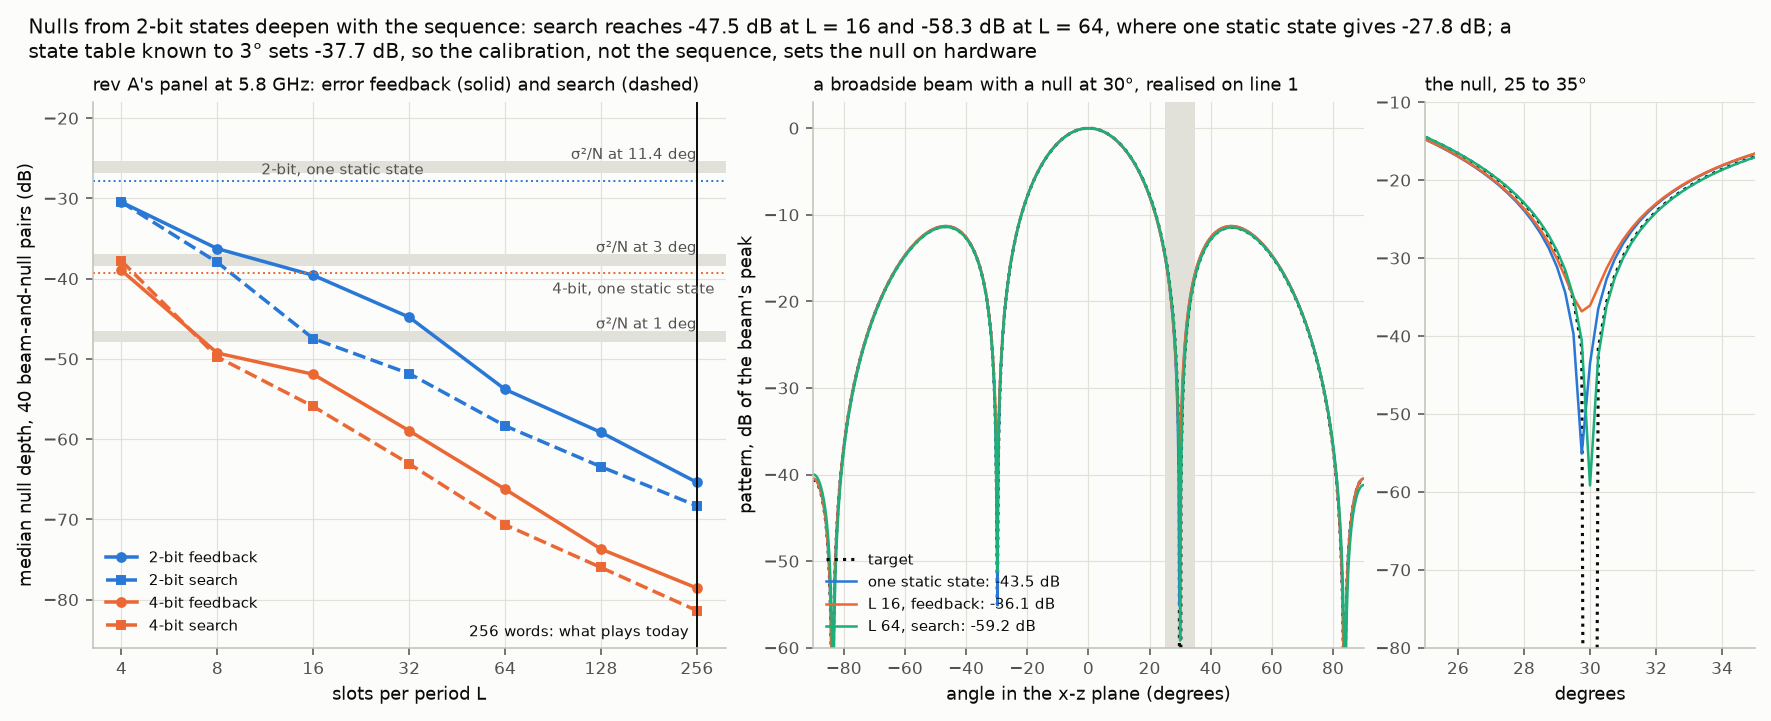 Nulls from 2-bit states deepen with the sequence: search reaches -47.5 dB at L = 16 and -58.3 dB at L = 64, where one static state gives -27.8 dB; a
state table known to 3° sets -37.7 dB, so the calibration, not the sequence, sets the null on hardware
rev A's panel at 5.8 GHz: error feedback (solid) and search (dashed)
median null depth, 40 beam-and-null pairs (dB)
−20
−30
−40
−50
−60
−70
−80
σ²/N at 11.4 deg
2-bit, one static state
σ²/N at 3 deg
4-bit, one static state
σ²/N at 1 deg
2-bit feedback
2-bit search
4-bit feedback
4-bit search
256 words: what plays today
4 8 16 32 64 128 256
slots per period L
a broadside beam with a null at 30°, realised on line 1
pattern, dB of the beam's peak
0
−10
−20
−30
−40
−50
−60
target
one static state: -43.5 dB
L 16, feedback: -36.1 dB
L 64, search: -59.2 dB
−80 −60 −40 −20 0 20 40 60 80
angle in the x-z plane (degrees)
the null, 25 to 35°
−10
−20
−30
−40
−50
−60
−70
−80
26 28 30 32 34
degrees